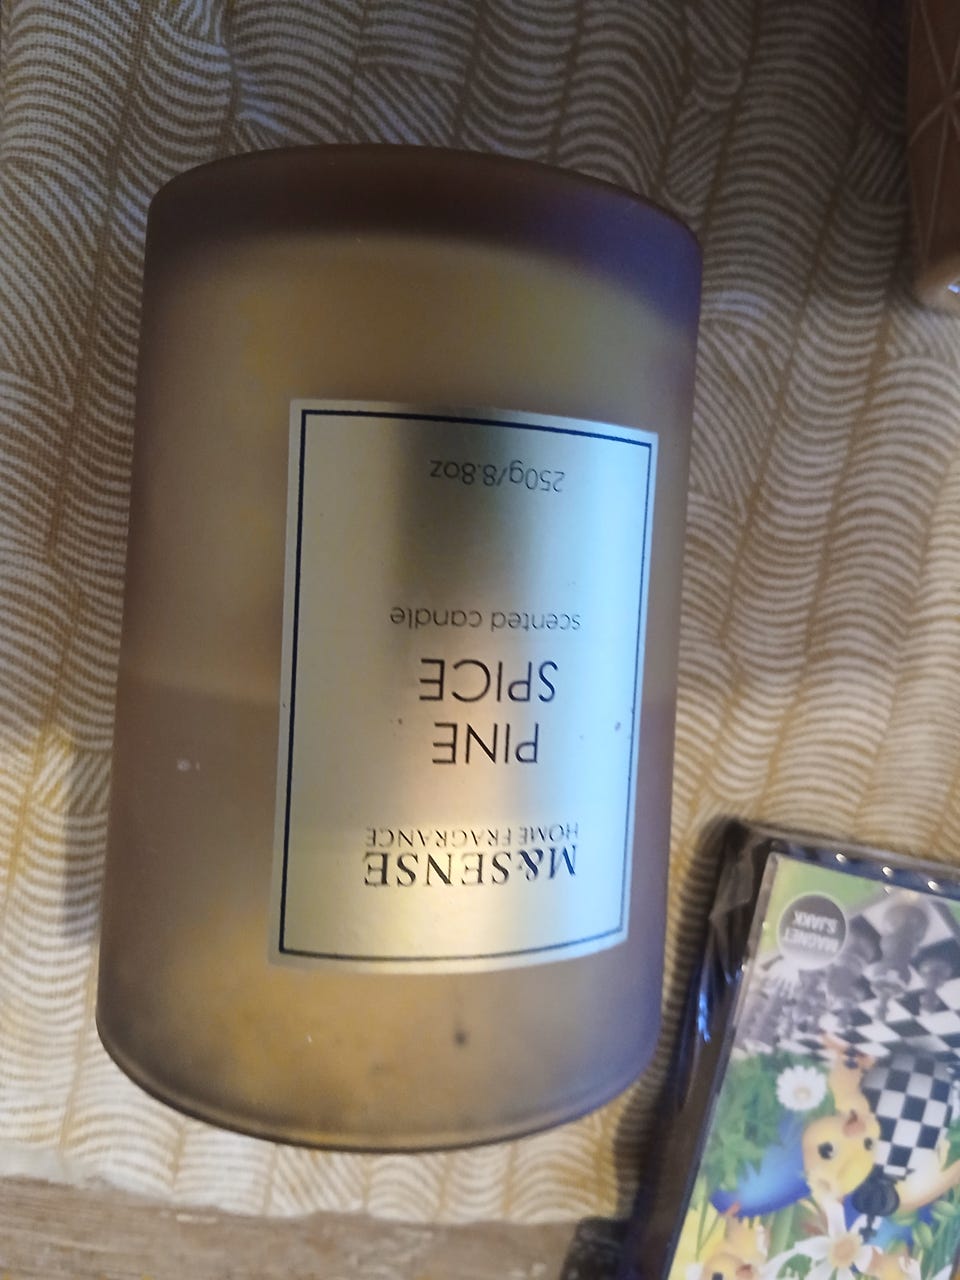 M&SENSE
HOME FRAGRANCE
PINE
SPICE
scented candle
250g/8.8oz
MAGNET
SJAKK